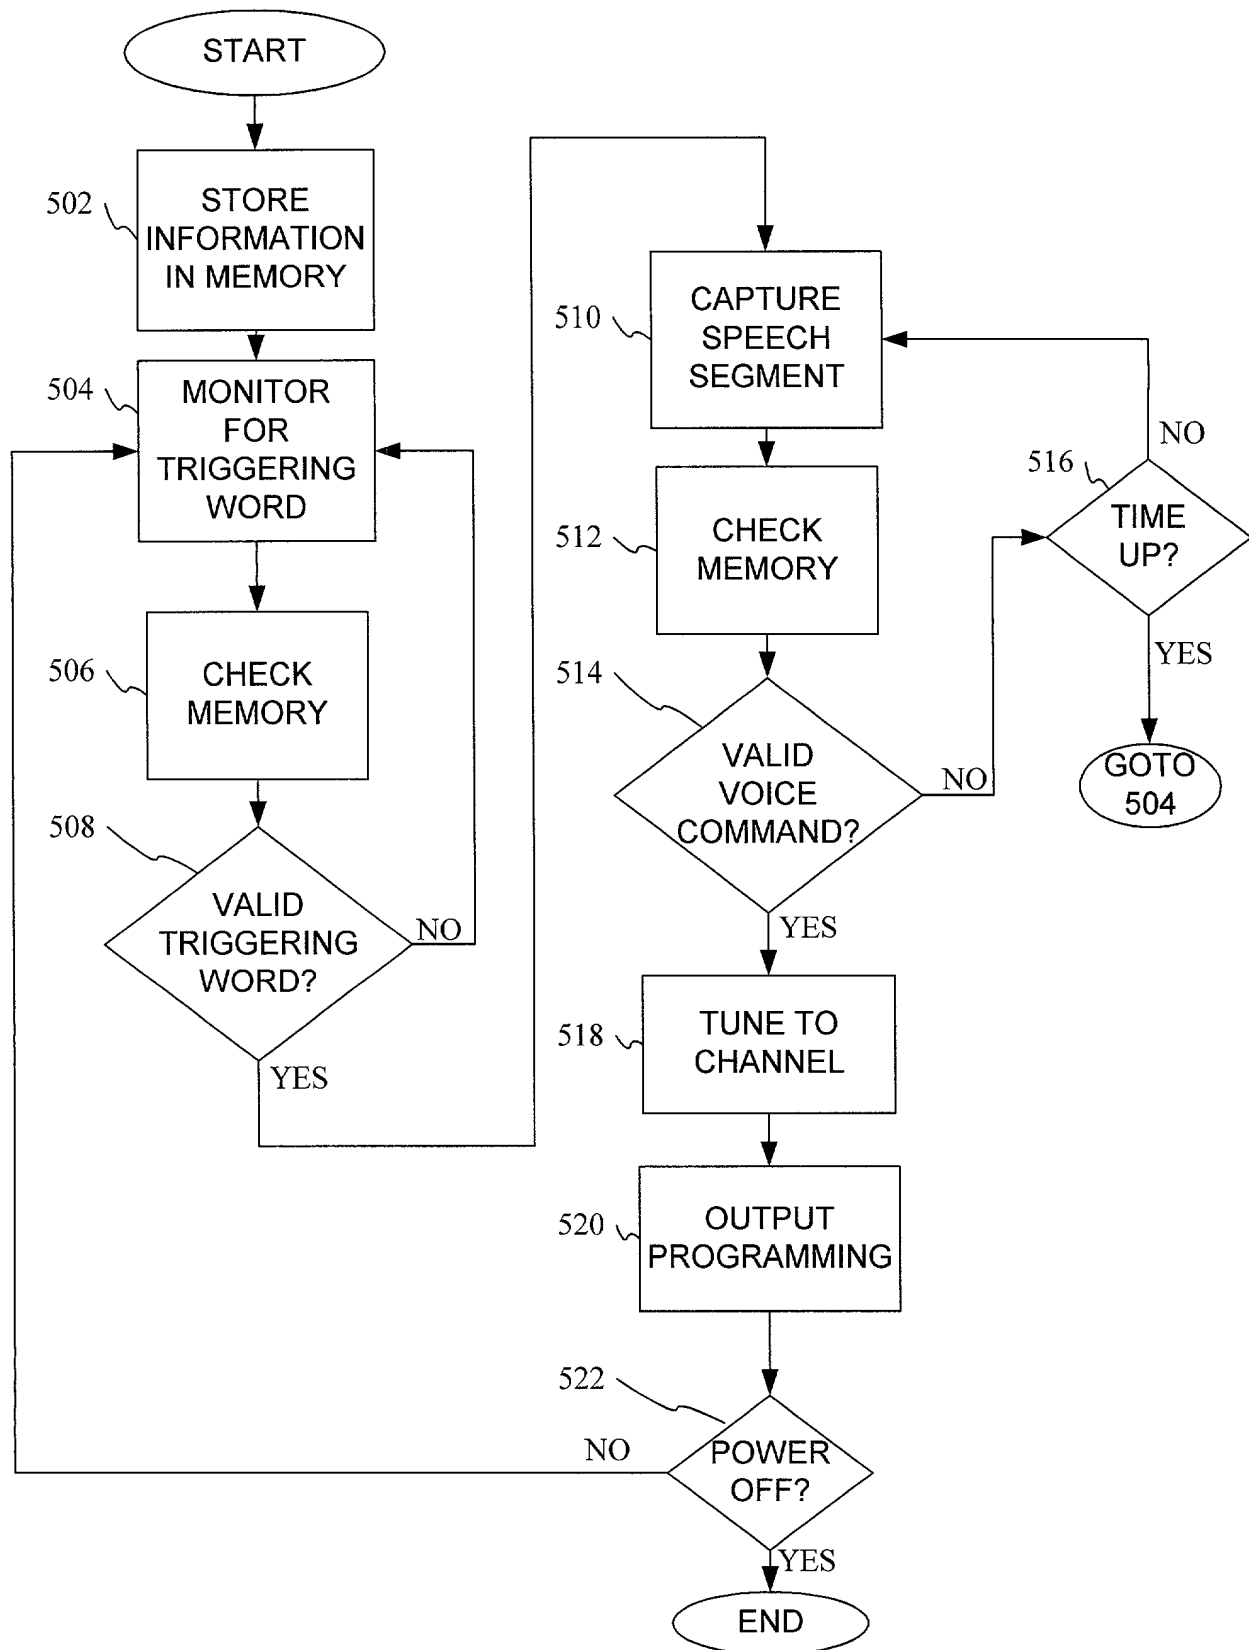 START
502
STORE
INFORMATION
IN MEMORY
504
MONITOR
FOR
TRIGGERING
WORD
506
CHECK
MEMORY
508
VALID
TRIGGERING
WORD?
NO
YES
510
CAPTURE
SPEECH
SEGMENT
512
CHECK
MEMORY
514
VALID
VOICE
COMMAND?
NO
YES
516
TIME
UP?
NO
YES
GOTO
504
518
TUNE TO
CHANNEL
520
OUTPUT
PROGRAMMING
522
POWER
OFF?
NO
YES
END